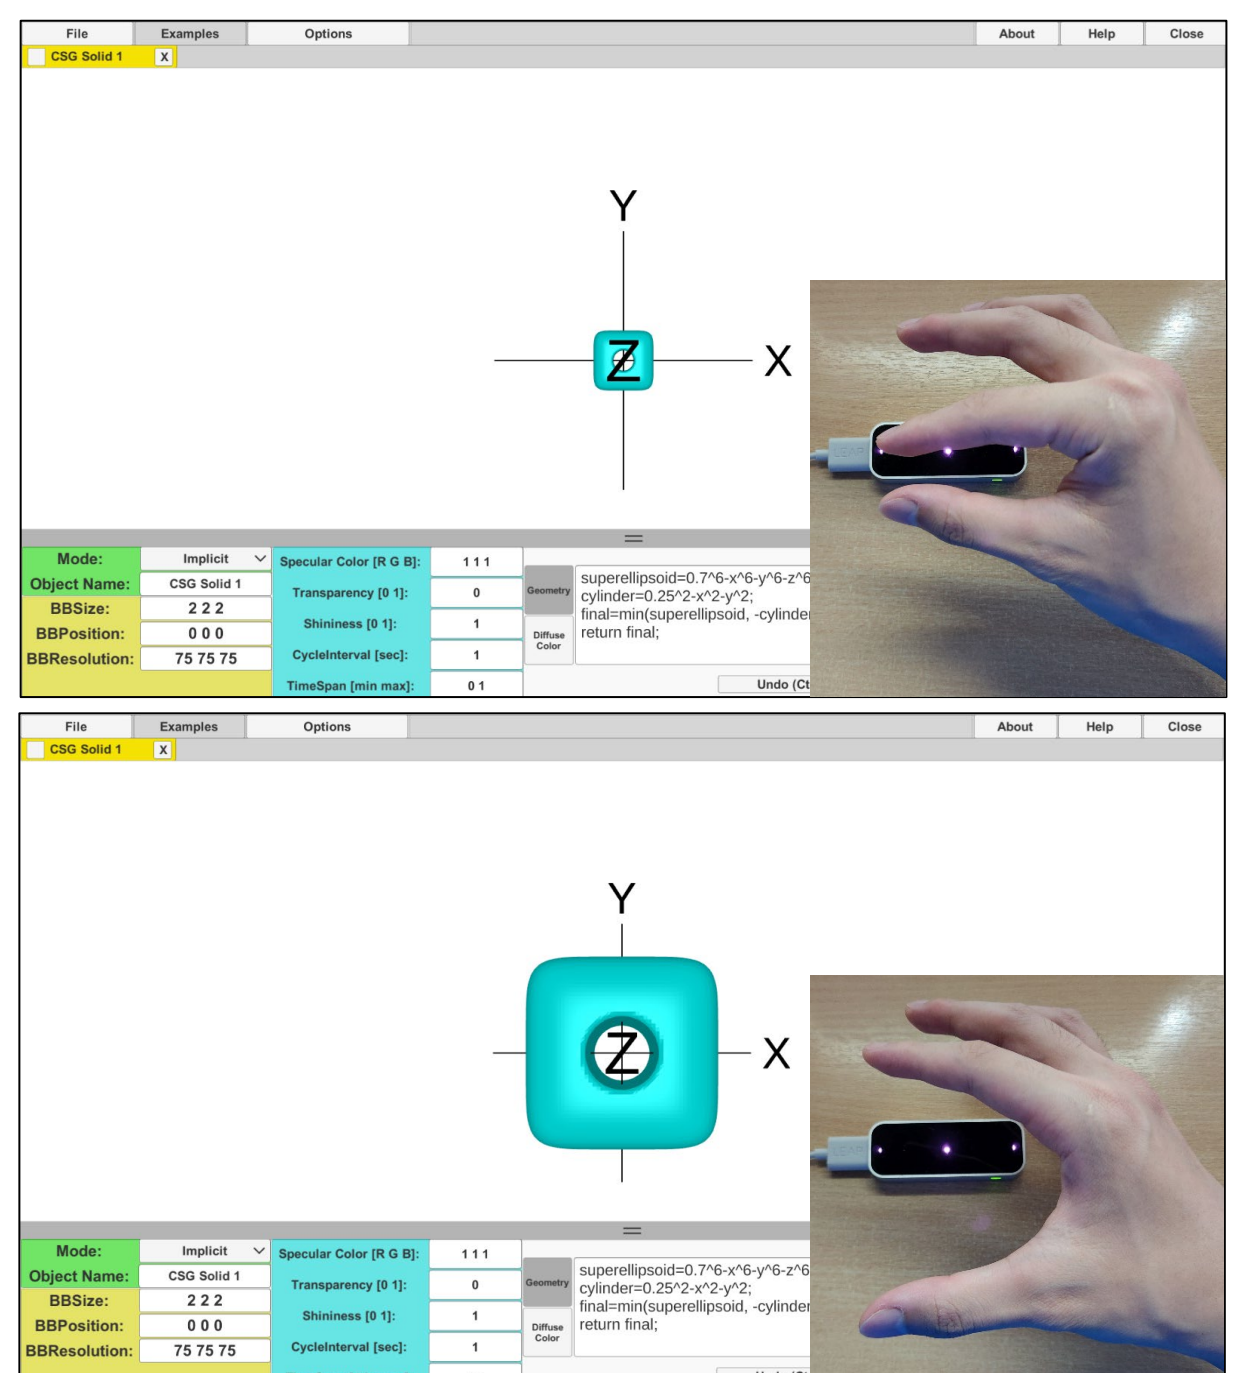 File Examples Options About Help Close
CSG Solid 1 X
Y
Z X
LEAP
Mode: Implicit
Object Name: CSG Solid 1
BBSize: 2 2 2
BBPosition: 0 0 0
BBResolution: 75 75 75
Specular Color [R G B]: 1 1 1
Transparency [0 1]: 0
Shininess [0 1]: 1
CycleInterval [sec]: 1
TimeSpan [min max]: 0 1
Geometry
Diffuse
Color
superellipsoid=0.7^6-x^6-y^6-z^6
cylinder=0.25^2-x^2-y^2;
final=min(superellipsoid, -cylinder
return final;
Undo (Ct
File Examples Options About Help Close
CSG Solid 1 X
Y
Z X
LEAP
Mode: Implicit
Object Name: CSG Solid 1
BBSize: 2 2 2
BBPosition: 0 0 0
BBResolution: 75 75 75
Specular Color [R G B]: 1 1 1
Transparency [0 1]: 0
Shininess [0 1]: 1
CycleInterval [sec]: 1
Geometry
Diffuse
Color
superellipsoid=0.7^6-x^6-y^6-z^6
cylinder=0.25^2-x^2-y^2;
final=min(superellipsoid, -cylinder
return final;